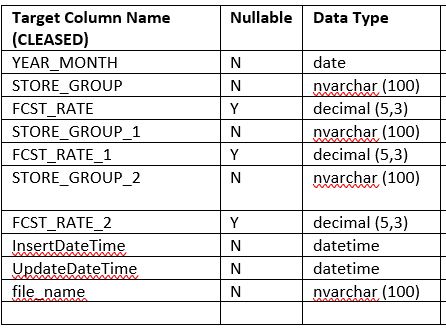 Target Column Name Nullable Data Type
(CLEASED)
YEAR_MONTH N date
STORE_GROUP N nvarchar (100)
FCST_RATE Y decimal (5,3)
STORE_GROUP_1 N nvarchar (100)
FCST_RATE_1 Y decimal (5,3)
STORE_GROUP_2 N nvarchar (100)
FCST_RATE_2 Y decimal (5,3)
InsertDateTime N datetime
UpdateDateTime N datetime
file_name N nvarchar (100)